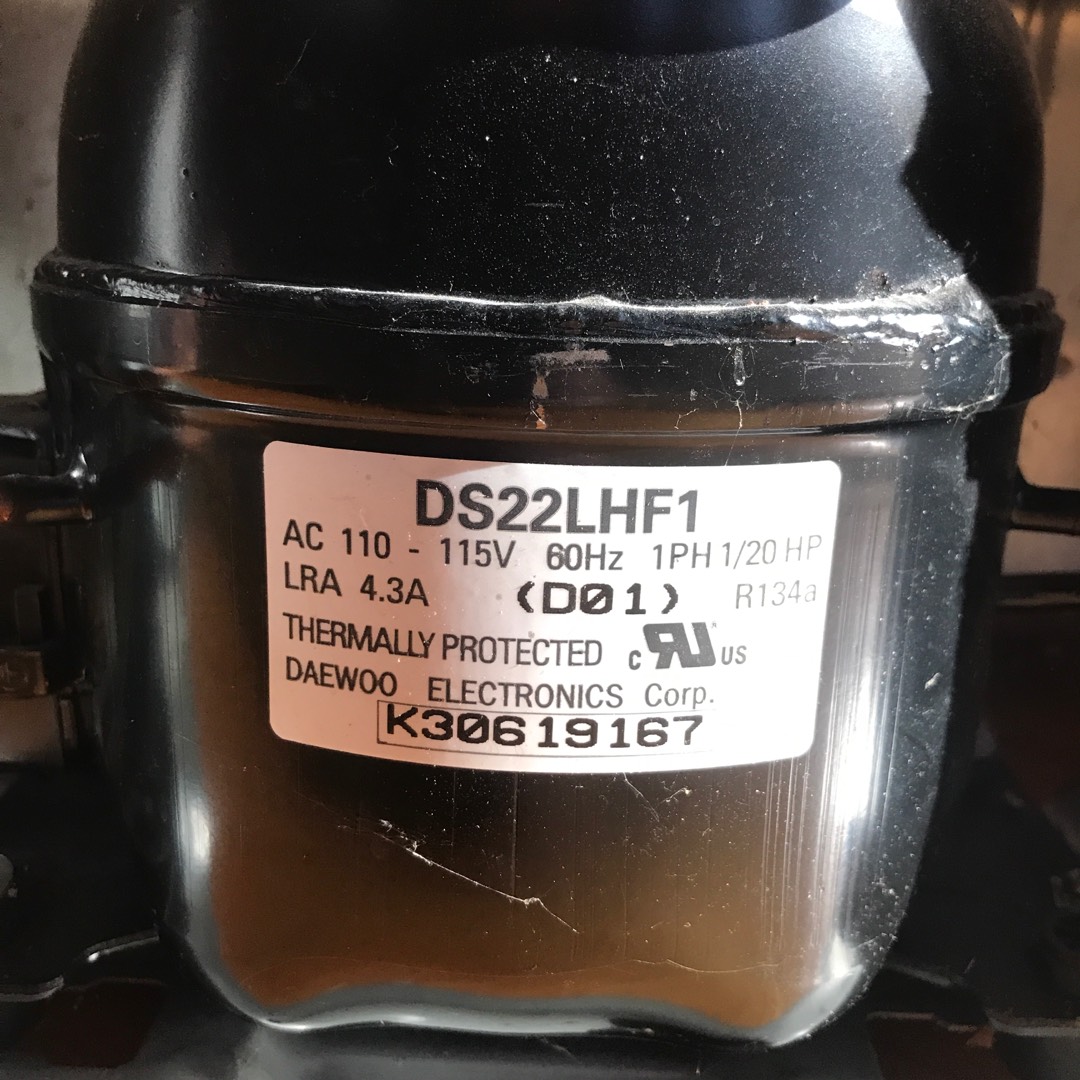 DS22LHF1
AC 110 - 115V 60Hz 1PH 1/20 HP
LRA 4.3A (D01) R134a
THERMALLY PROTECTED c RU US
DAEWOO ELECTRONICS Corp.
K30619167